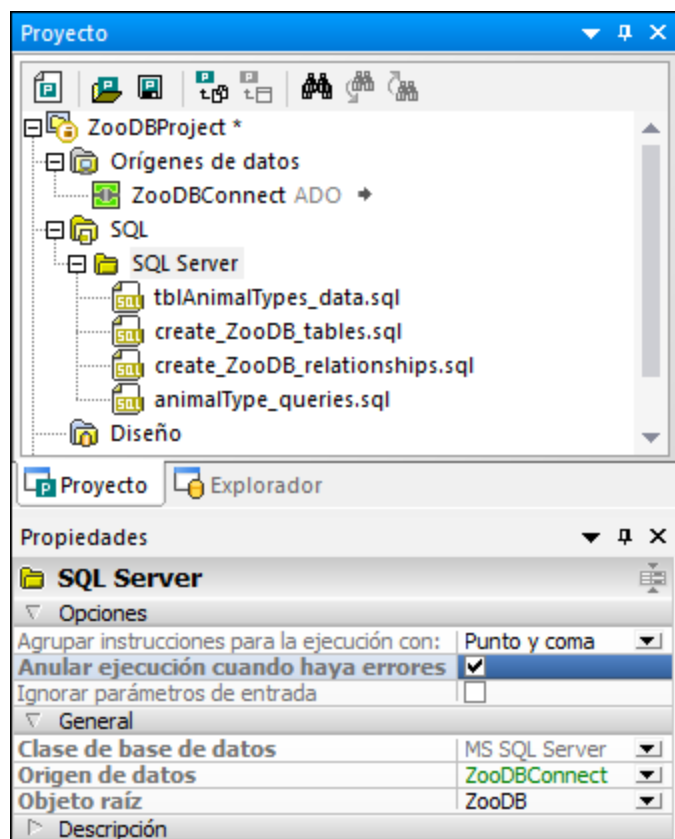 Proyecto
ZooDBProject *
Orígenes de datos
ZooDBConnect ADO
SQL
SQL Server
tblAnimalTypes_data.sql
create_ZooDB_tables.sql
create_ZooDB_relationships.sql
animalType_queries.sql
Diseño
Proyecto Explorador
Propiedades
SQL Server
Opciones
Agrupar instrucciones para la ejecución con: Punto y coma
Anular ejecución cuando haya errores
Ignorar parámetros de entrada
General
Clase de base de datos MS SQL Server
Origen de datos ZooDBConnect
Objeto raíz ZooDB
Descripción